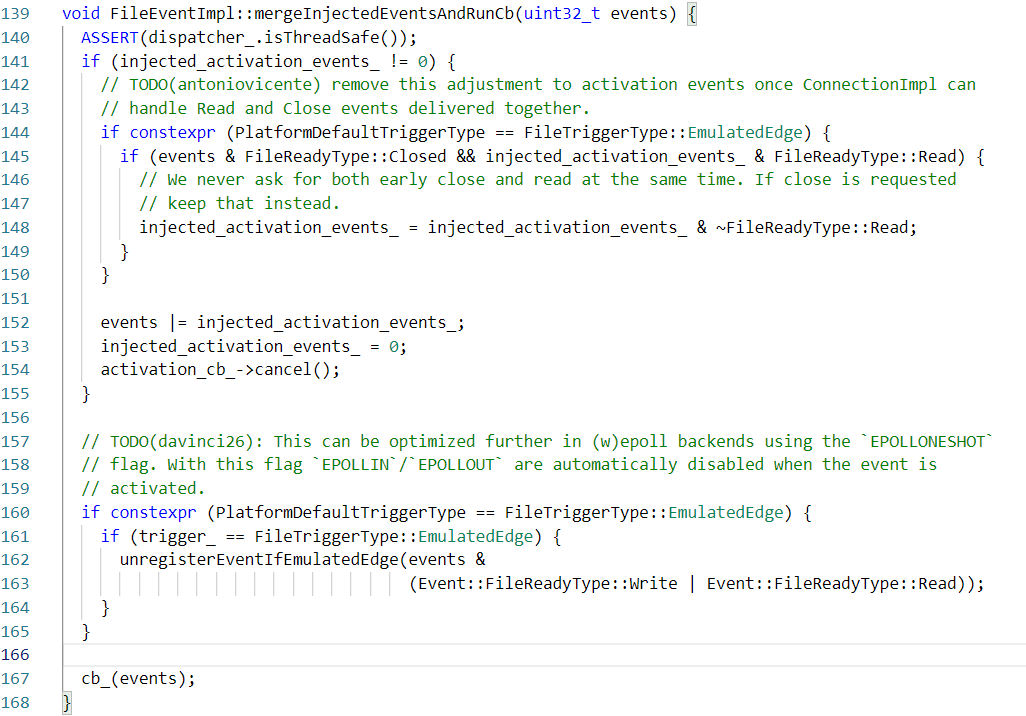 139 void FileEventImpl::mergeInjectedEventsAndRunCb(uint32_t events) {
140   ASSERT(dispatcher_.isThreadSafe());
141   if (injected_activation_events_ != 0) {
142     // TODO(antoniovicente) remove this adjustment to activation events once ConnectionImpl can
143     // handle Read and Close events delivered together.
144     if constexpr (PlatformDefaultTriggerType == FileTriggerType::EmulatedEdge) {
145       if (events & FileReadyType::Closed && injected_activation_events_ & FileReadyType::Read) {
146         // We never ask for both early close and read at the same time. If close is requested
147         // keep that instead.
148         injected_activation_events_ = injected_activation_events_ & ~FileReadyType::Read;
149       }
150     }
151
152     events |= injected_activation_events_;
153     injected_activation_events_ = 0;
154     activation_cb_->cancel();
155   }
156
157   // TODO(davinci26): This can be optimized further in (w)epoll backends using the `EPOLLONESHOT`
158   // flag. With this flag `EPOLLIN`/`EPOLLOUT` are automatically disabled when the event is
159   // activated.
160   if constexpr (PlatformDefaultTriggerType == FileTriggerType::EmulatedEdge) {
161     if (trigger_ == FileTriggerType::EmulatedEdge) {
162       unregisterEventIfEmulatedEdge(events &
163                                     (Event::FileReadyType::Write | Event::FileReadyType::Read));
164     }
165   }
166
167   cb_(events);
168 }